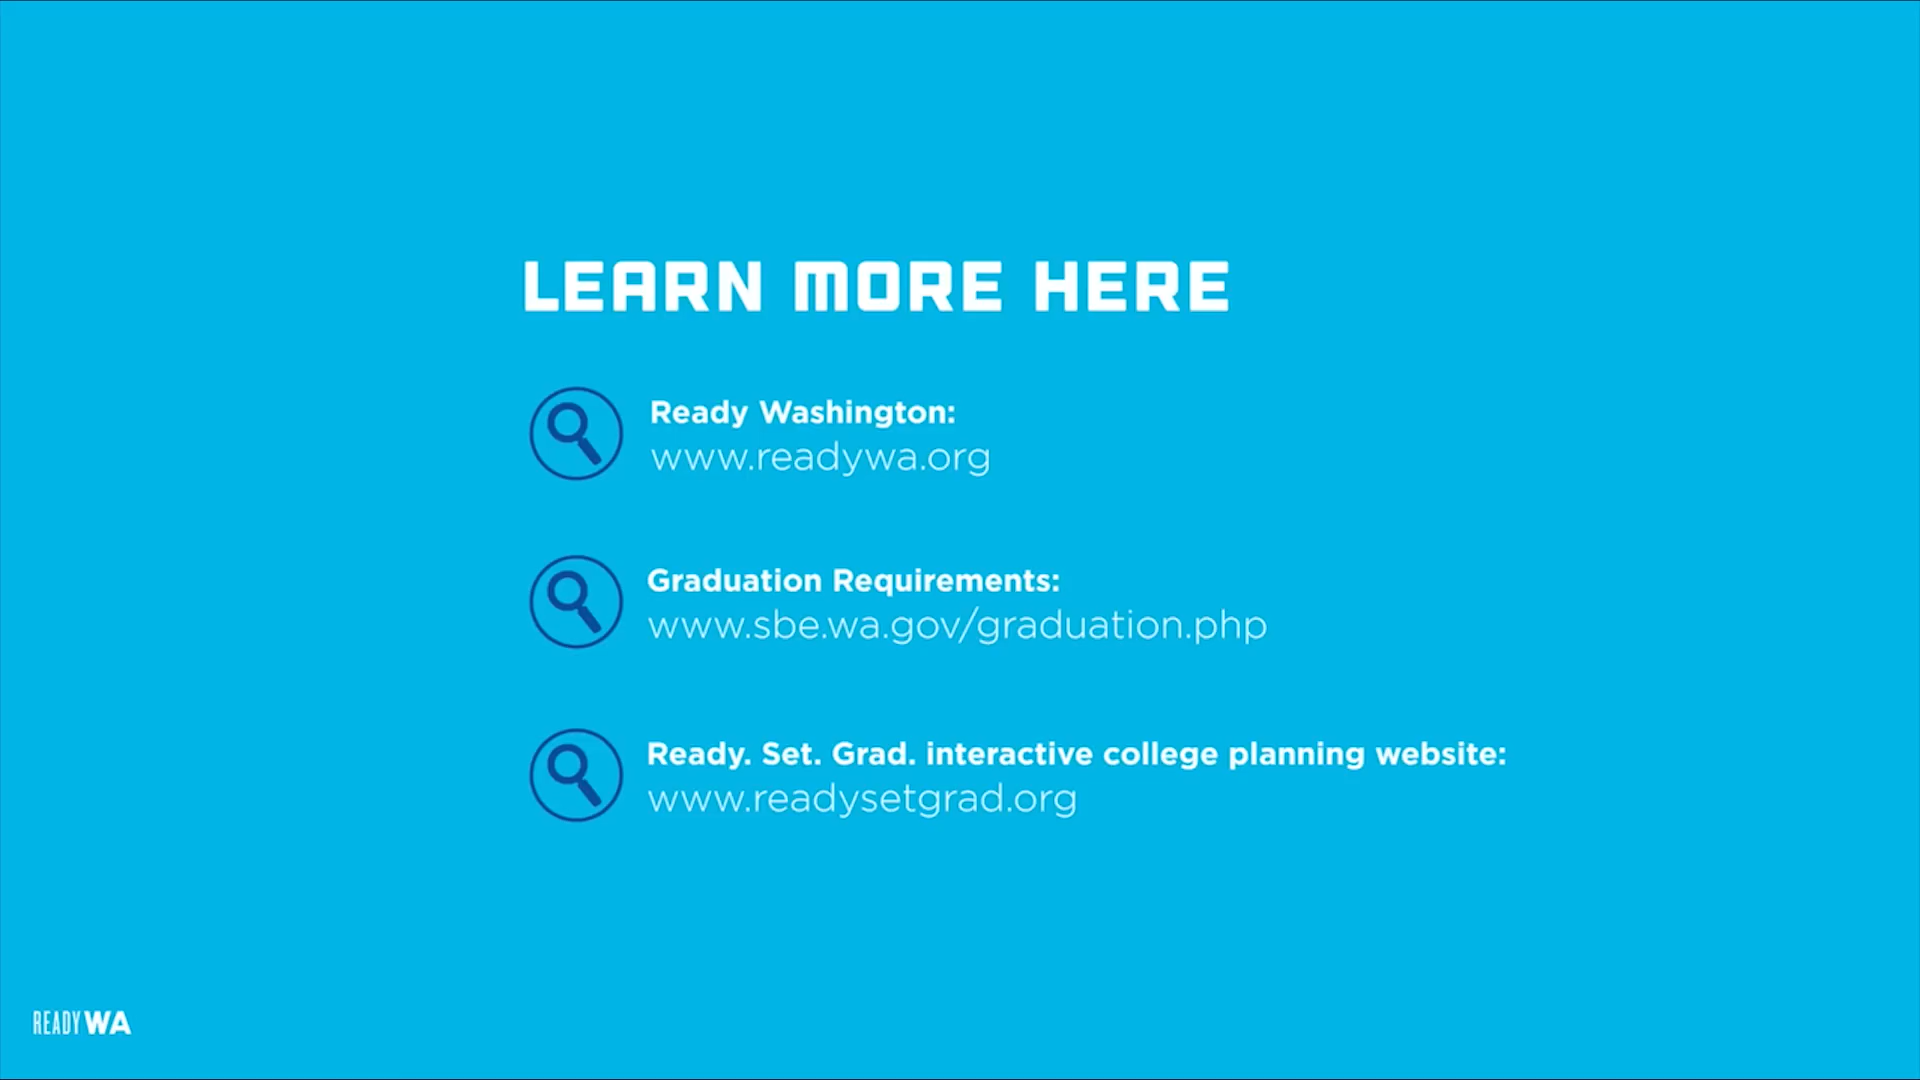 LEARN MORE HERE
Ready Washington:
www.readywa.org
Graduation Requirements:
www.sbe.wa.gov/graduation.php
Ready. Set. Grad. interactive college planning website:
www.readysetgrad.org
READY WA